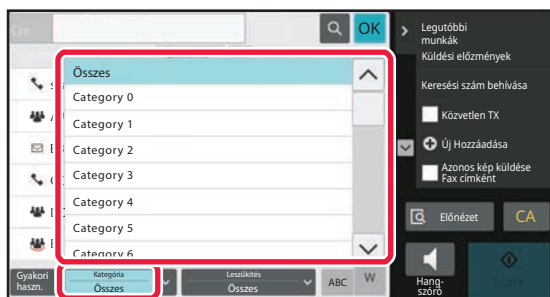 Cím
OK
Összes
Category 0
Category 1
Category 2
Category 3
Category 4
Category 5
Category 6
Gyakori
haszn.
Kategória
Összes
Leszűkítés
Összes
ABC
W
Legutóbbi
munkák
Küldési előzmények
Keresési szám behívása
Közvetlen TX
Új Hozzáadása
Azonos kép küldése
Fax címként
Előnézet
CA
Hang-
szóró
Start